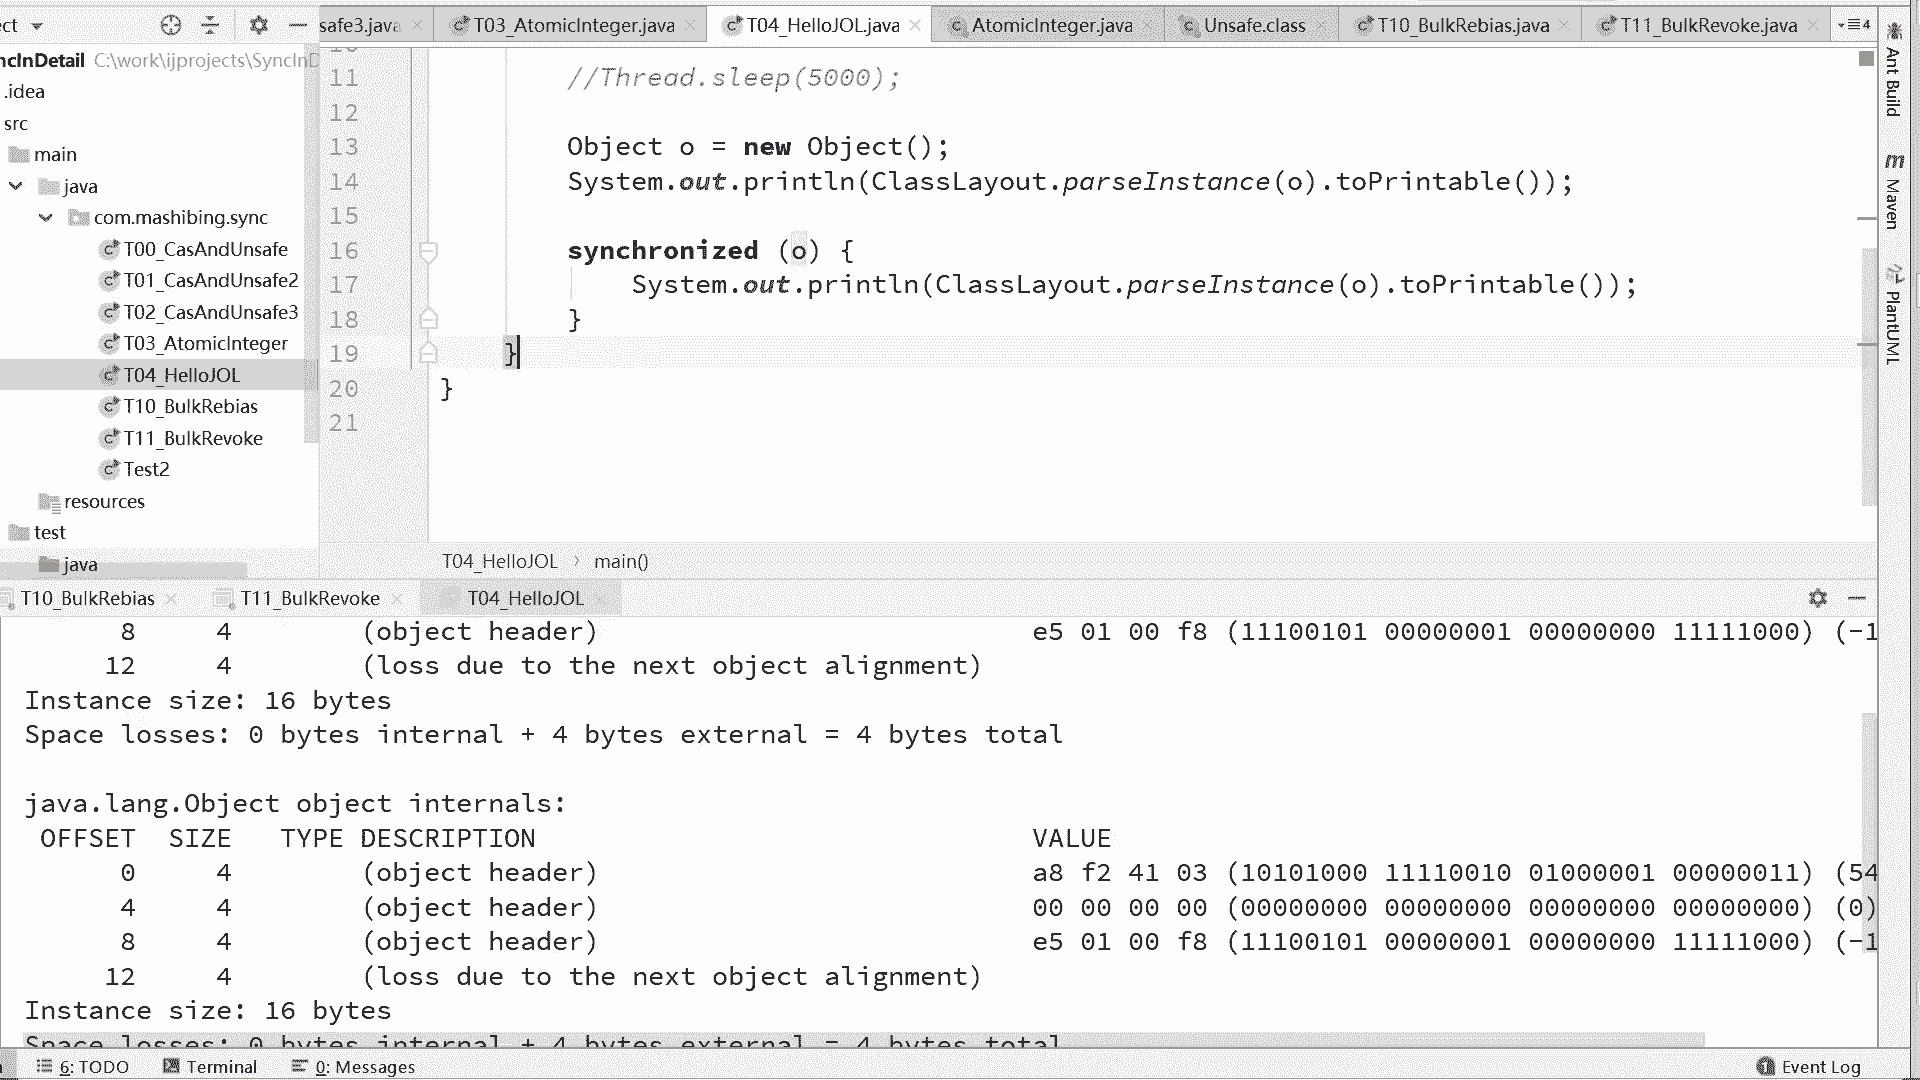 ct
safe3.java
T03_AtomicInteger.java
T04_HelloJOL.java
AtomicInteger.java
Unsafe.class
T10_BulkRebias.java
T11_BulkRevoke.java
4
ncInDetail C:\work\ijprojects\SyncInD
.idea
src
main
java
com.mashibing.sync
T00_CasAndUnsafe
T01_CasAndUnsafe2
T02_CasAndUnsafe3
T03_AtomicInteger
T04_HelloJOL
T10_BulkRebias
T11_BulkRevoke
Test2
resources
test
java
10
11 //Thread.sleep(5000);
12
13 Object o = new Object();
14 System.out.println(ClassLayout.parseInstance(o).toPrintable());
15
16 synchronized (o) {
17 System.out.println(ClassLayout.parseInstance(o).toPrintable());
18 }
19 }
20 }
21
T04_HelloJOL › main()
Ant Build
Maven
PlantUML
T10_BulkRebias
T11_BulkRevoke
T04_HelloJOL
8 4 (object header) e5 01 00 f8 (11100101 00000001 00000000 11111000) (-1
12 4 (loss due to the next object alignment)
Instance size: 16 bytes
Space losses: 0 bytes internal + 4 bytes external = 4 bytes total
java.lang.Object object internals:
OFFSET SIZE TYPE DESCRIPTION VALUE
0 4 (object header) a8 f2 41 03 (10101000 11110010 01000001 00000011) (54
4 4 (object header) 00 00 00 00 (00000000 00000000 00000000 00000000) (0)
8 4 (object header) e5 01 00 f8 (11100101 00000001 00000000 11111000) (-1
12 4 (loss due to the next object alignment)
Instance size: 16 bytes
Space losses: 0 bytes internal + 4 bytes external = 4 bytes total
6: TODO
Terminal
0: Messages
1 Event Log